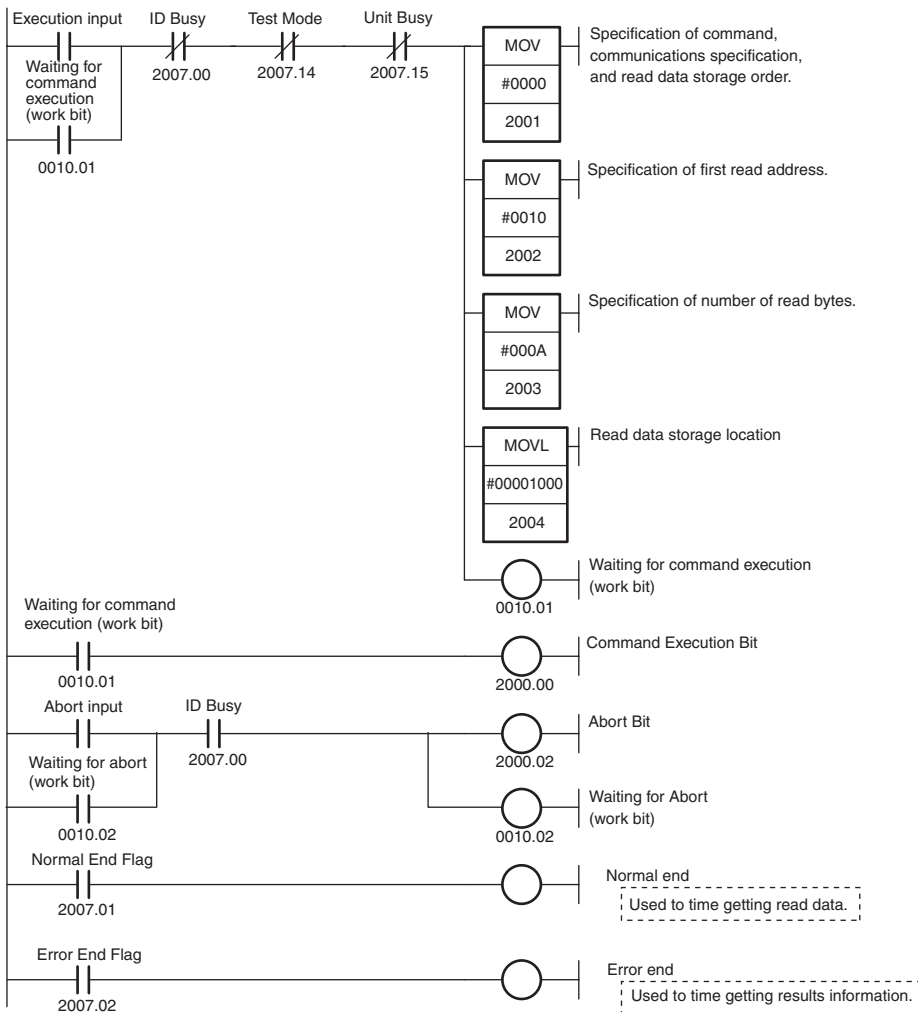 Execution input
ID Busy
Test Mode
Unit Busy
2007.00
2007.14
2007.15
Waiting for
command
execution
(work bit)
0010.01
MOV
#0000
2001
Specification of command,
communications specification,
and read data storage order.
MOV
#0010
2002
Specification of first read address.
MOV
#000A
2003
Specification of number of read bytes.
MOVL
#00001000
2004
Read data storage location
0010.01
Waiting for command execution
(work bit)
Waiting for command
execution (work bit)
0010.01
2000.00
Command Execution Bit
Abort input
ID Busy
2007.00
2000.02
Abort Bit
Waiting for abort
(work bit)
0010.02
0010.02
Waiting for Abort
(work bit)
Normal End Flag
2007.01
Normal end
Used to time getting read data.
Error End Flag
2007.02
Error end
Used to time getting results information.